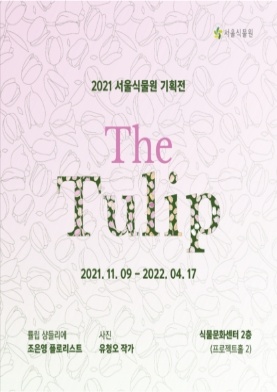 서울식물원
2021 서울식물원 기획전
The
Tulip
2021. 11. 09 - 2022. 04. 17
튤립 샹들리에
조은영 플로리스트
사진
유청오 작가
식물문화센터 2층
(프로젝트홀 2)